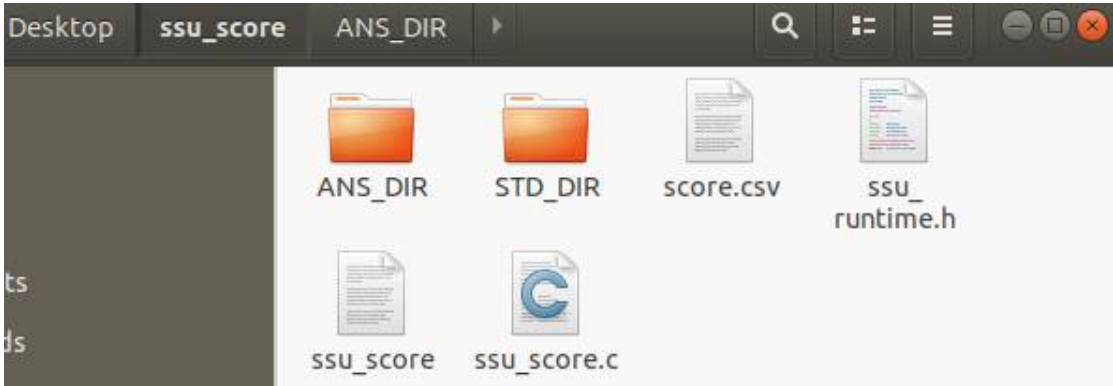 Desktop ssu_score ANS_DIR
ANS_DIR STD_DIR score.csv ssu_
runtime.h
ts
ds
ssu_score ssu_score.c